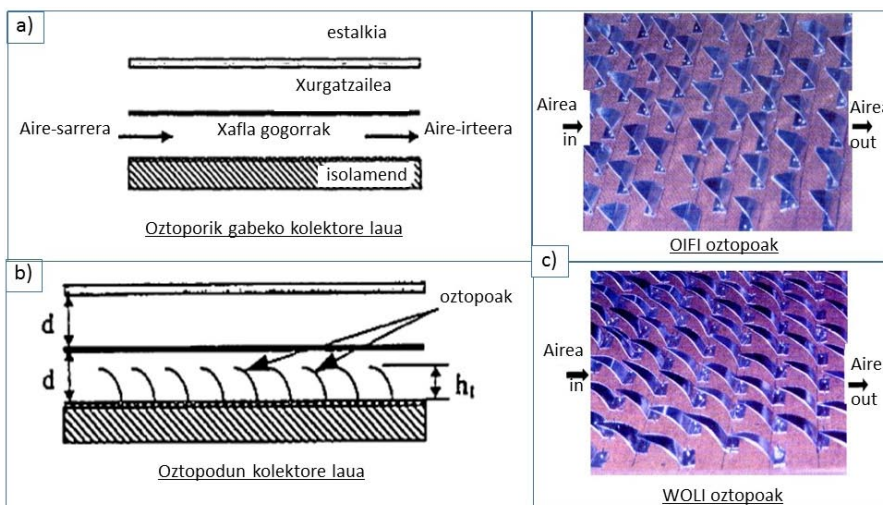 a)
estalkia
Xurgatzailea
Aire-sarrera
Xafla gogorrak
Aire-irteera
isolamend
Oztoporik gabeko kolektore laua
Airea
in
Airea
out
OIFI oztopoak
b)
oztopoak
d
d
h₁
Oztopodun kolektore laua
c)
Airea
in
Airea
out
WOLI oztopoak